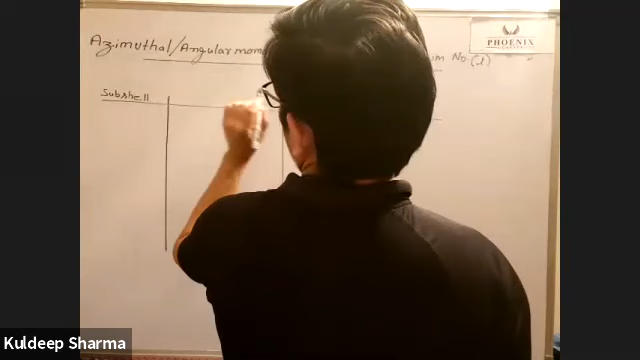 PHOENIX
Azimuthal/Angular mom
No. (l)
Subshell
Kuldeep Sharma